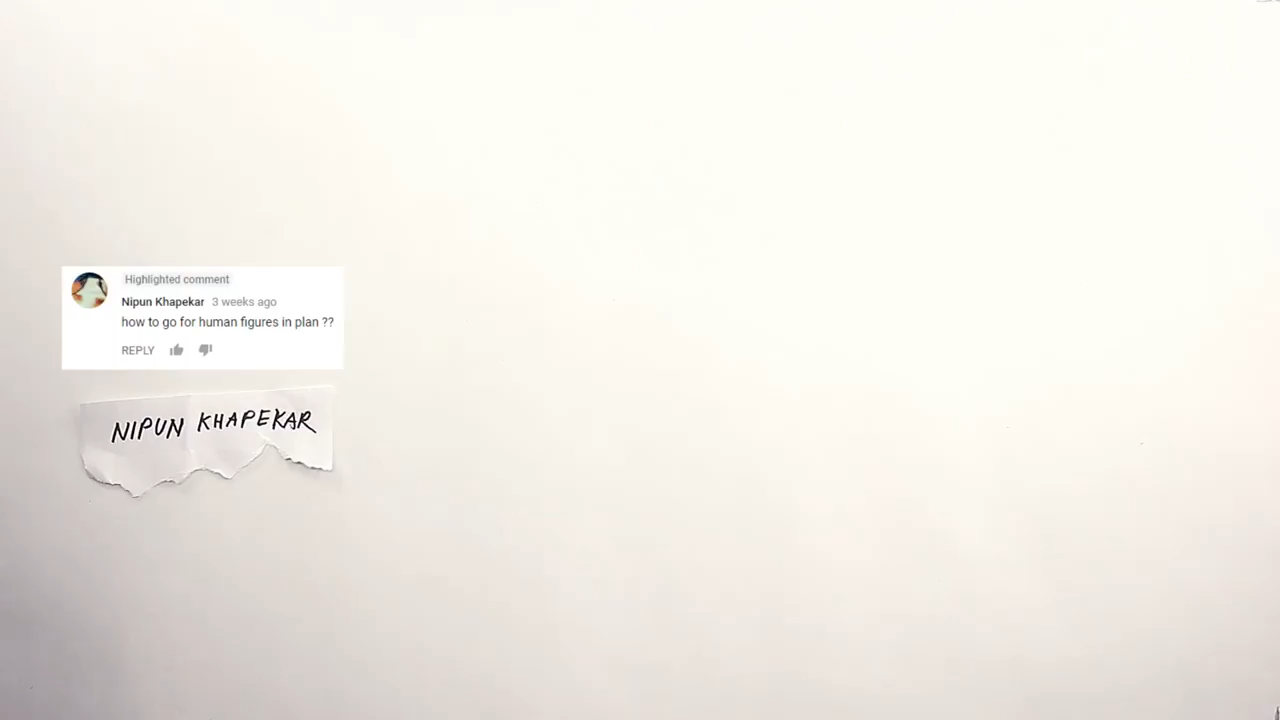 Highlighted comment
Nipun Khapekar 3 weeks ago
how to go for human figures in plan ??
REPLY
NIPUN KHAPEKAR